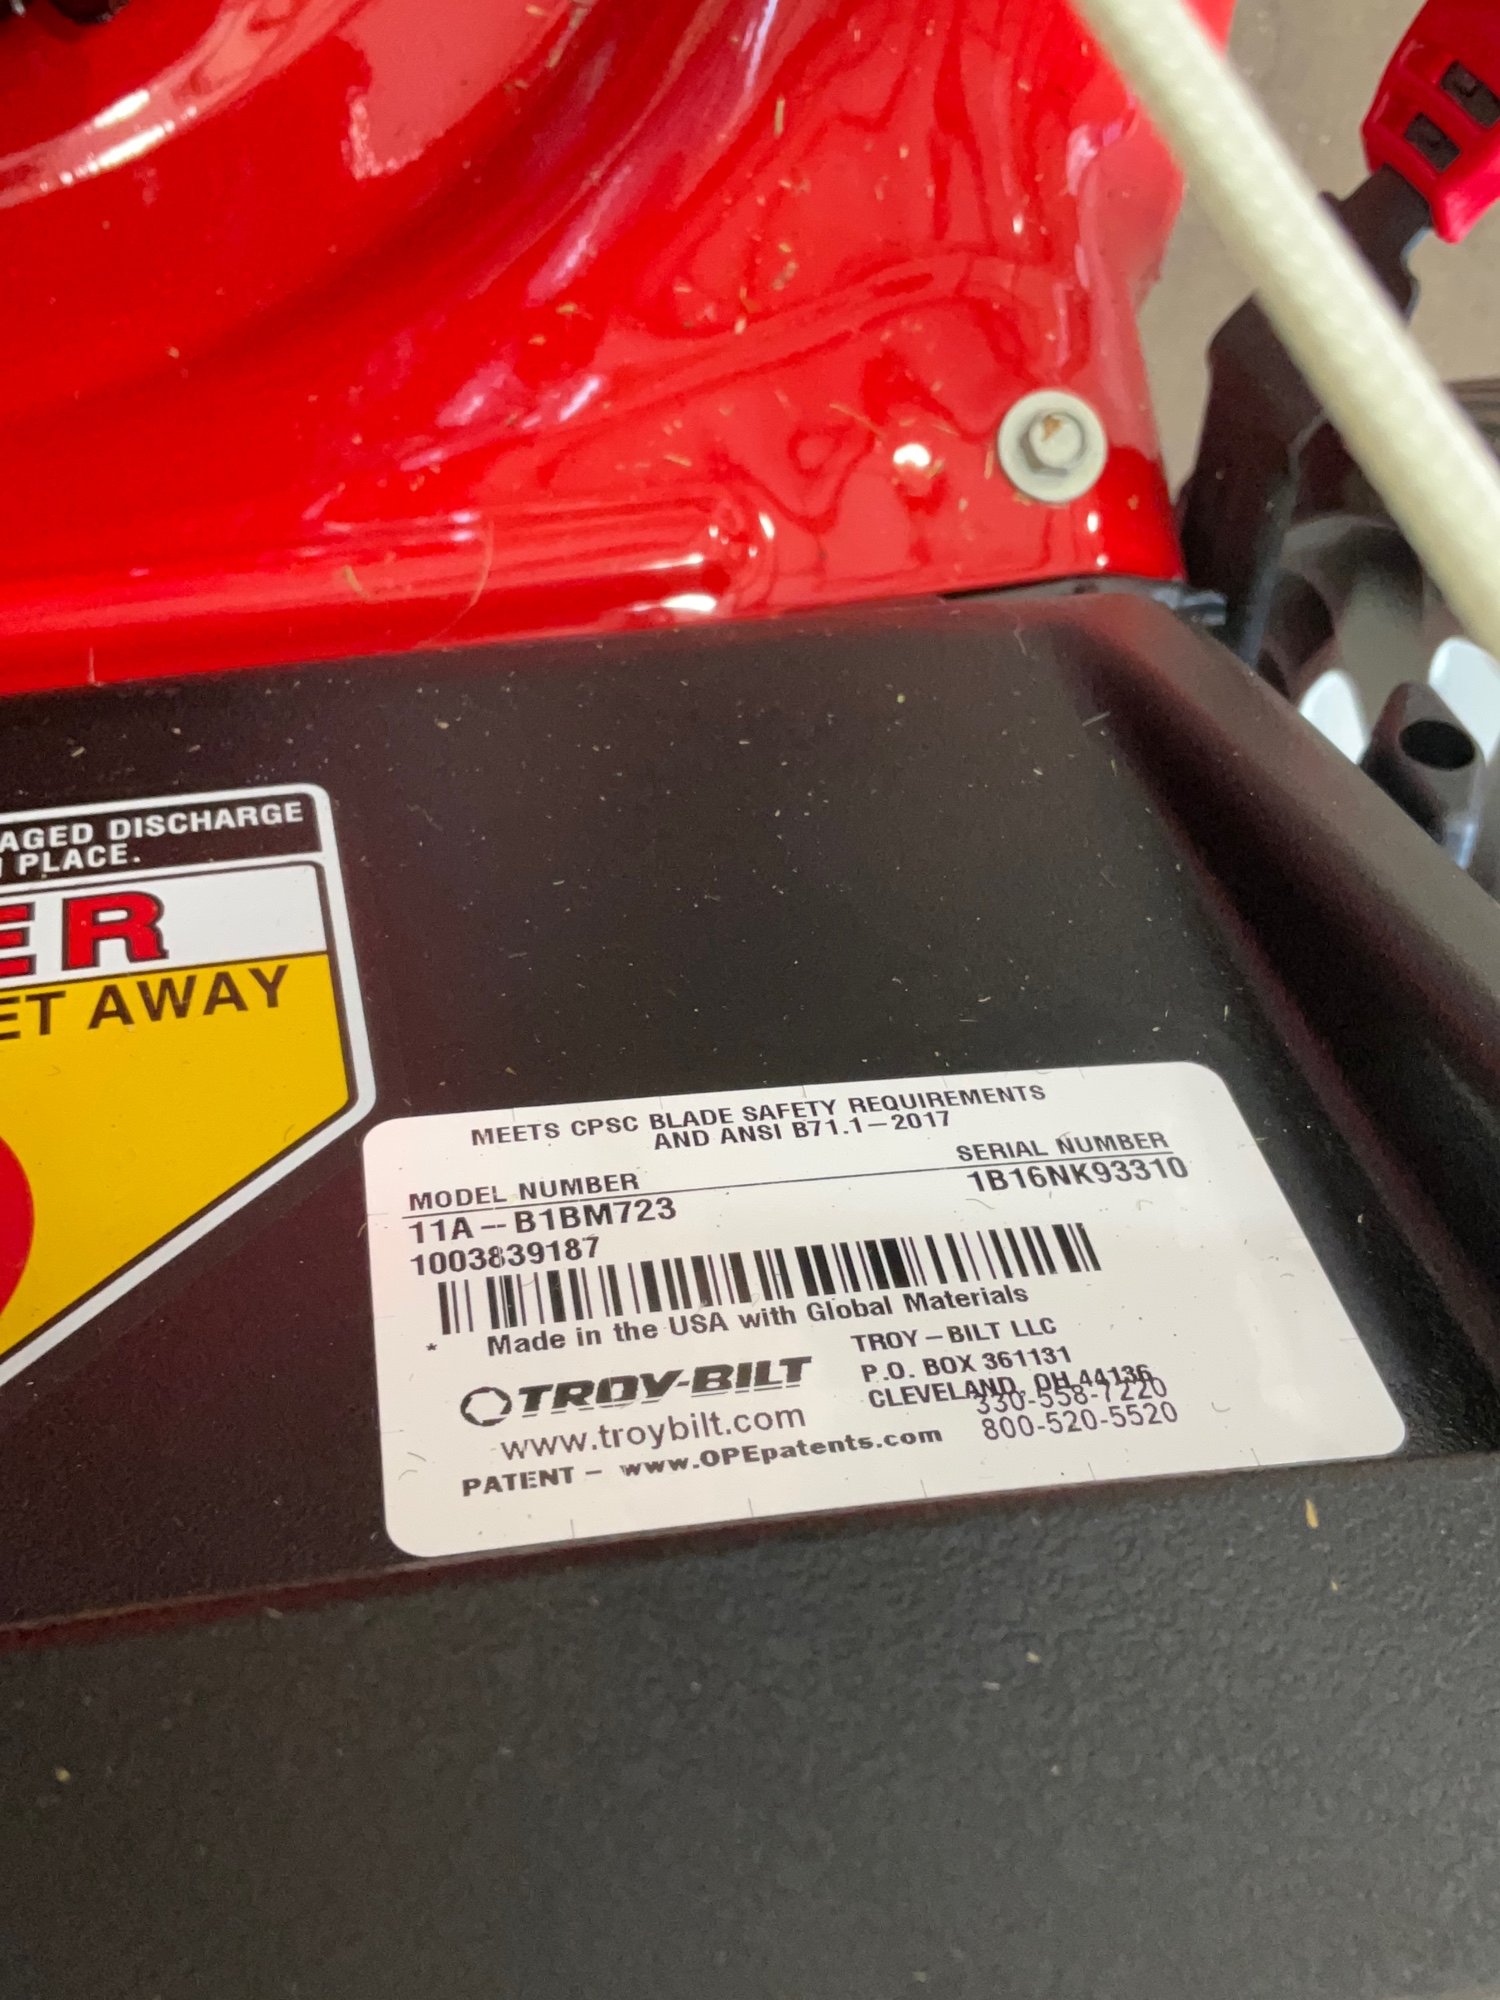 AGED DISCHARGE
PLACE.
ER
ET AWAY
MEETS CPSC BLADE SAFETY REQUIREMENTS
AND ANSI B71.1-2017
MODEL NUMBER
SERIAL NUMBER
11A--B1BM723
1B16NK93310
1003839187
* Made in the USA with Global Materials
TROY-BILT
www.troybilt.com
PATENT - www.OPEpatents.com
TROY-BILT LLC
P.O. BOX 361131
CLEVELAND, OH 44136
330-558-7220
800-520-5520